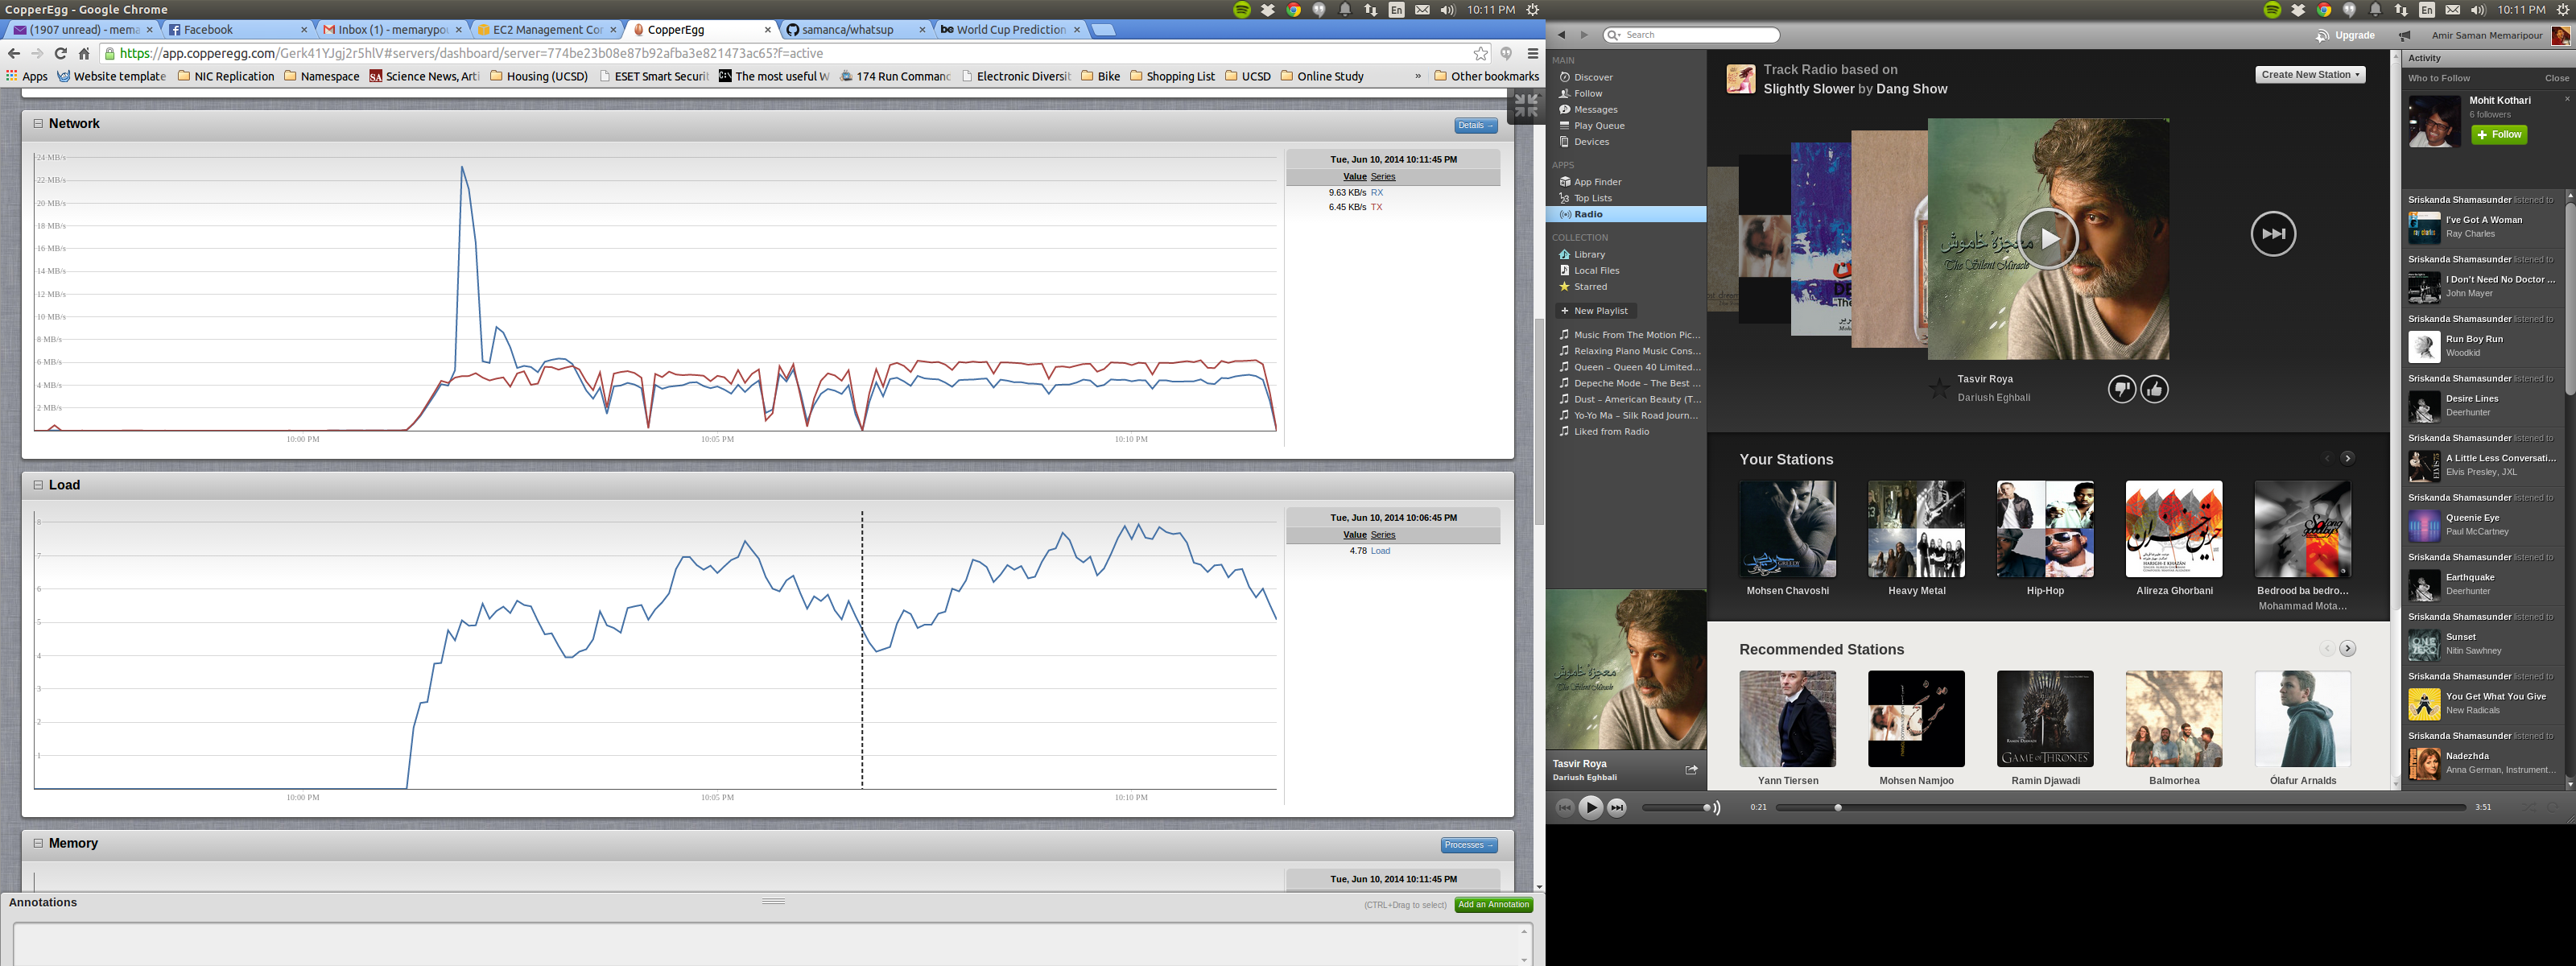 CopperEgg - Google Chrome
En
10:11 PM
(1907 unread) - mema
Facebook
Inbox (1) - memarypou
EC2 Management Cor
CopperEgg
samanca/whatsup
World Cup Prediction
https://app.copperegg.com/Gerk41YJgj2r5hlV#servers/dashboard/server=774be23b08e87b92afba3e821473ac65?f=active
Apps
Website template
NIC Replication
Namespace
Science News, Arti
Housing (UCSD)
ESET Smart Securit
The most useful W
174 Run Commanc
Electronic Diversit
Bike
Shopping List
UCSD
Online Study
»
Other bookmarks
Network
Details →
24 MB/s
22 MB/s
20 MB/s
18 MB/s
16 MB/s
14 MB/s
12 MB/s
10 MB/s
8 MB/s
6 MB/s
4 MB/s
2 MB/s
10:00 PM
10:05 PM
10:10 PM
Tue, Jun 10, 2014 10:11:45 PM
Value Series
9.63 KB/s RX
6.45 KB/s TX
Load
8
7
6
5
4
3
2
1
10:00 PM
10:05 PM
10:10 PM
Tue, Jun 10, 2014 10:06:45 PM
Value Series
4.78 Load
Memory
Processes →
Tue, Jun 10, 2014 10:11:45 PM
Annotations
(CTRL+Drag to select)
Add an Annotation
En
10:11 PM
Search
Upgrade
Amir Saman Memaripour
MAIN
Discover
Follow
Messages
Play Queue
Devices
APPS
App Finder
Top Lists
Radio
COLLECTION
Library
Local Files
Starred
+ New Playlist
Music From The Motion Pic...
Relaxing Piano Music Cons...
Queen – Queen 40 Limited...
Depeche Mode – The Best ...
Dust – American Beauty (T...
Yo-Yo Ma – Silk Road Journ...
Liked from Radio
معجزه خاموش
The Silent Miracle
Tasvir Roya
Dariush Eghbali
Track Radio based on
Slightly Slower by Dang Show
Create New Station
معجزه خاموش
The Silent Miracle
Tasvir Roya
Dariush Eghbali
Your Stations
Mohsen Chavoshi
Heavy Metal
Hip-Hop
Alireza Ghorbani
Bedrood ba bedro...
Mohammad Mota...
Recommended Stations
GAME OF THRONES
Yann Tiersen
Mohsen Namjoo
Ramin Djawadi
Balmorhea
Ólafur Arnalds
0:21
3:51
Activity
Who to Follow
Close
Mohit Kothari
6 followers
+ Follow
Sriskanda Shamasunder listened to
I've Got A Woman
Ray Charles
Sriskanda Shamasunder listened to
I Don't Need No Doctor ...
John Mayer
Sriskanda Shamasunder listened to
Run Boy Run
Woodkid
Sriskanda Shamasunder listened to
Desire Lines
Deerhunter
Sriskanda Shamasunder listened to
A Little Less Conversati...
Elvis Presley, JXL
Sriskanda Shamasunder listened to
Queenie Eye
Paul McCartney
Sriskanda Shamasunder listened to
Earthquake
Deerhunter
Sriskanda Shamasunder listened to
Sunset
Nitin Sawhney
Sriskanda Shamasunder listened to
You Get What You Give
New Radicals
Sriskanda Shamasunder listened to
Nadezhda
Anna German, Instrument...